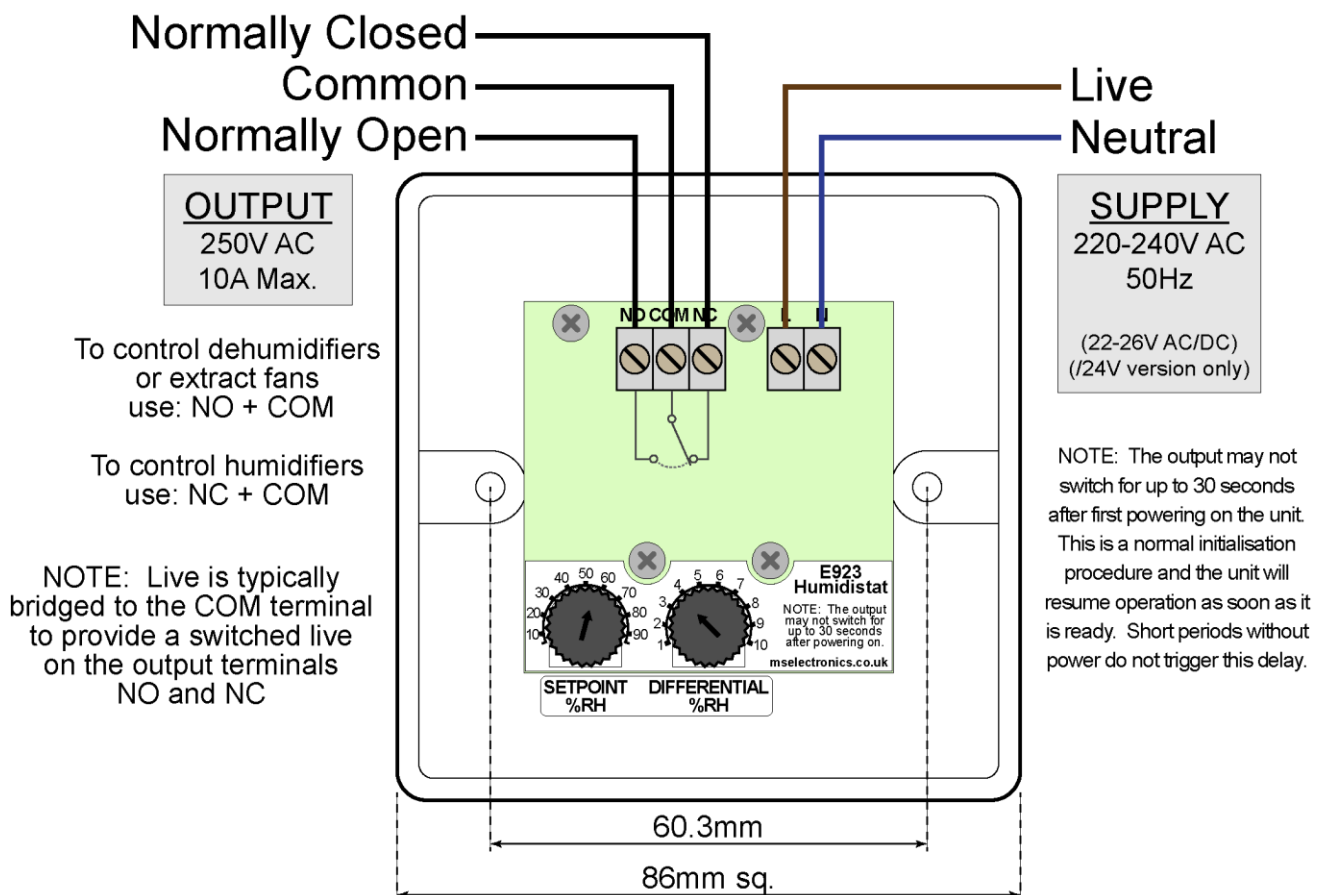 Normally Closed
Common
Normally Open
Live
Neutral
OUTPUT
250V AC
10A Max.
To control dehumidifiers
or extract fans
use: NO + COM
To control humidifiers
use: NC + COM
NOTE: Live is typically
bridged to the COM terminal
to provide a switched live
on the output terminals
NO and NC
SUPPLY
220-240V AC
50Hz
(22-26V AC/DC)
(/24V version only)
NOTE: The output may not
switch for up to 30 seconds
after first powering on the unit.
This is a normal initialisation
procedure and the unit will
resume operation as soon as it
is ready. Short periods without
power do not trigger this delay.
NO COM NC
L N
10 20 30 40 50 60 70 80 90
1 2 3 4 5 6 7 8 9 10
E923
Humidistat
NOTE: The output
may not switch for
up to 30 seconds
after powering on.
mselectronics.co.uk
SETPOINT
%RH
DIFFERENTIAL
%RH
60.3mm
86mm sq.